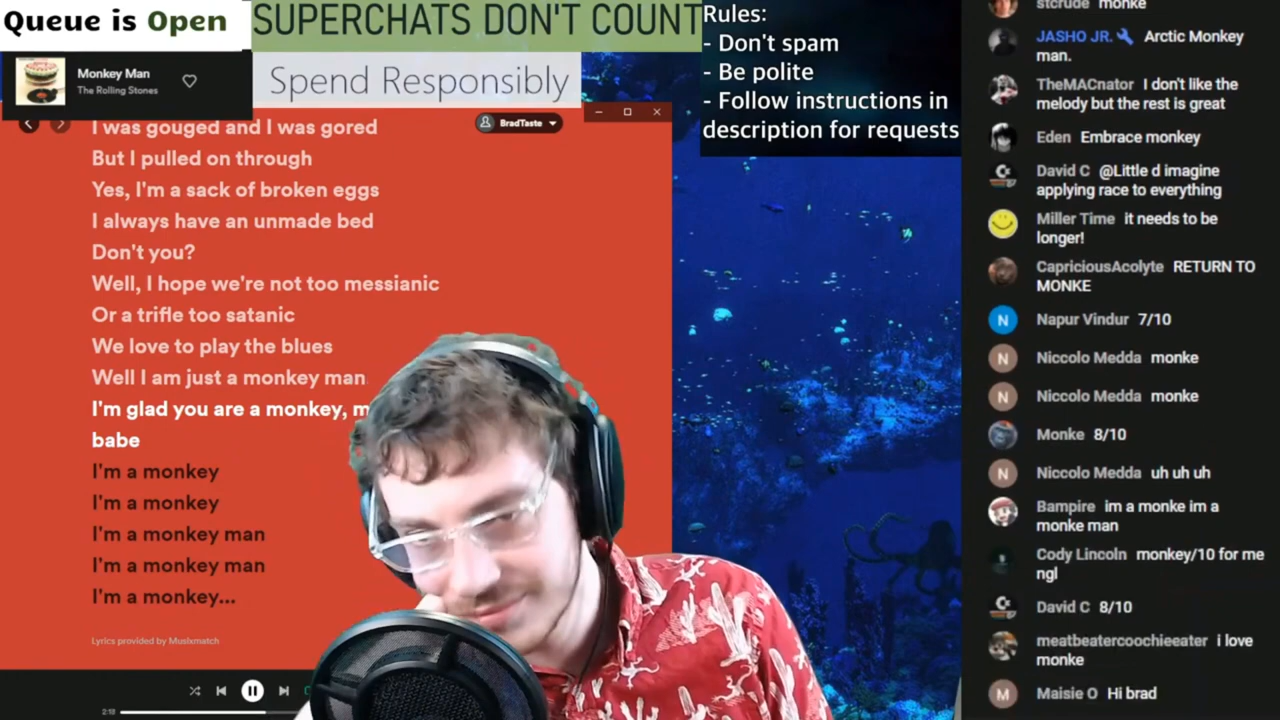 Queue is Open
SUPERCHATS DON'T COUNT
Spend Responsibly
Monkey Man
The Rolling Stones
Rules:
- Don't spam
- Be polite
- Follow instructions in
description for requests
BradTaste
I was gouged and I was gored
But I pulled on through
Yes, I'm a sack of broken eggs
I always have an unmade bed
Don't you?
Well, I hope we're not too messianic
Or a trifle too satanic
We love to play the blues
Well I am just a monkey man
I'm glad you are a monkey,
babe
I'm a monkey
I'm a monkey
I'm a monkey man
I'm a monkey man
I'm a monkey...
Lyrics provided by Musixmatch
stcrude monke
JASHO JR. Arctic Monkey
man.
TheMACnator I don't like the
melody but the rest is great
Eden Embrace monkey
David C @Little d imagine
applying race to everything
Miller Time it needs to be
longer!
CapriciousAcolyte RETURN TO
MONKE
N Napur Vindur 7/10
N Niccolo Medda monke
N Niccolo Medda monke
Monke 8/10
N Niccolo Medda uh uh uh
Bampire im a monke im a
monke man
Cody Lincoln monkey/10 for me
ngl
David C 8/10
meatbeatercoochieeater i love
monke
M Maisie O Hi brad